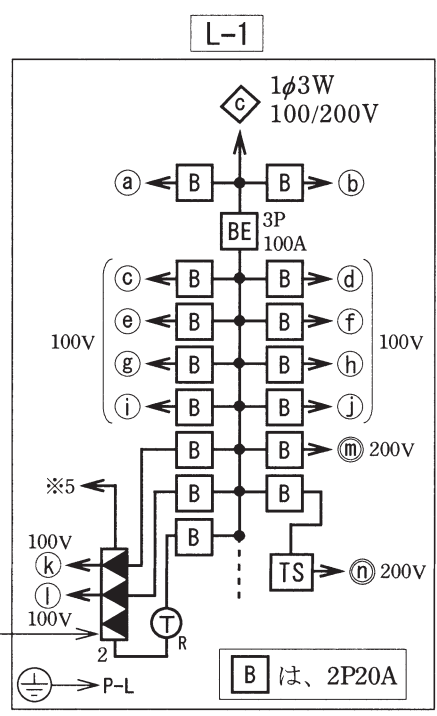 L-1
1φ3W
c
100/200V
ⓐ B B ⓑ
BE 3P
100A
ⓒ B B ⓓ
ⓔ B B ⓕ
100V 100V
ⓖ B B ⓗ
ⓘ B B ⓙ
B B ⓜ 200V
※5
B B
100V
B
ⓚ
TS ⓝ 200V
ⓛ
100V
T
R
2
P-L
B は、2P20A